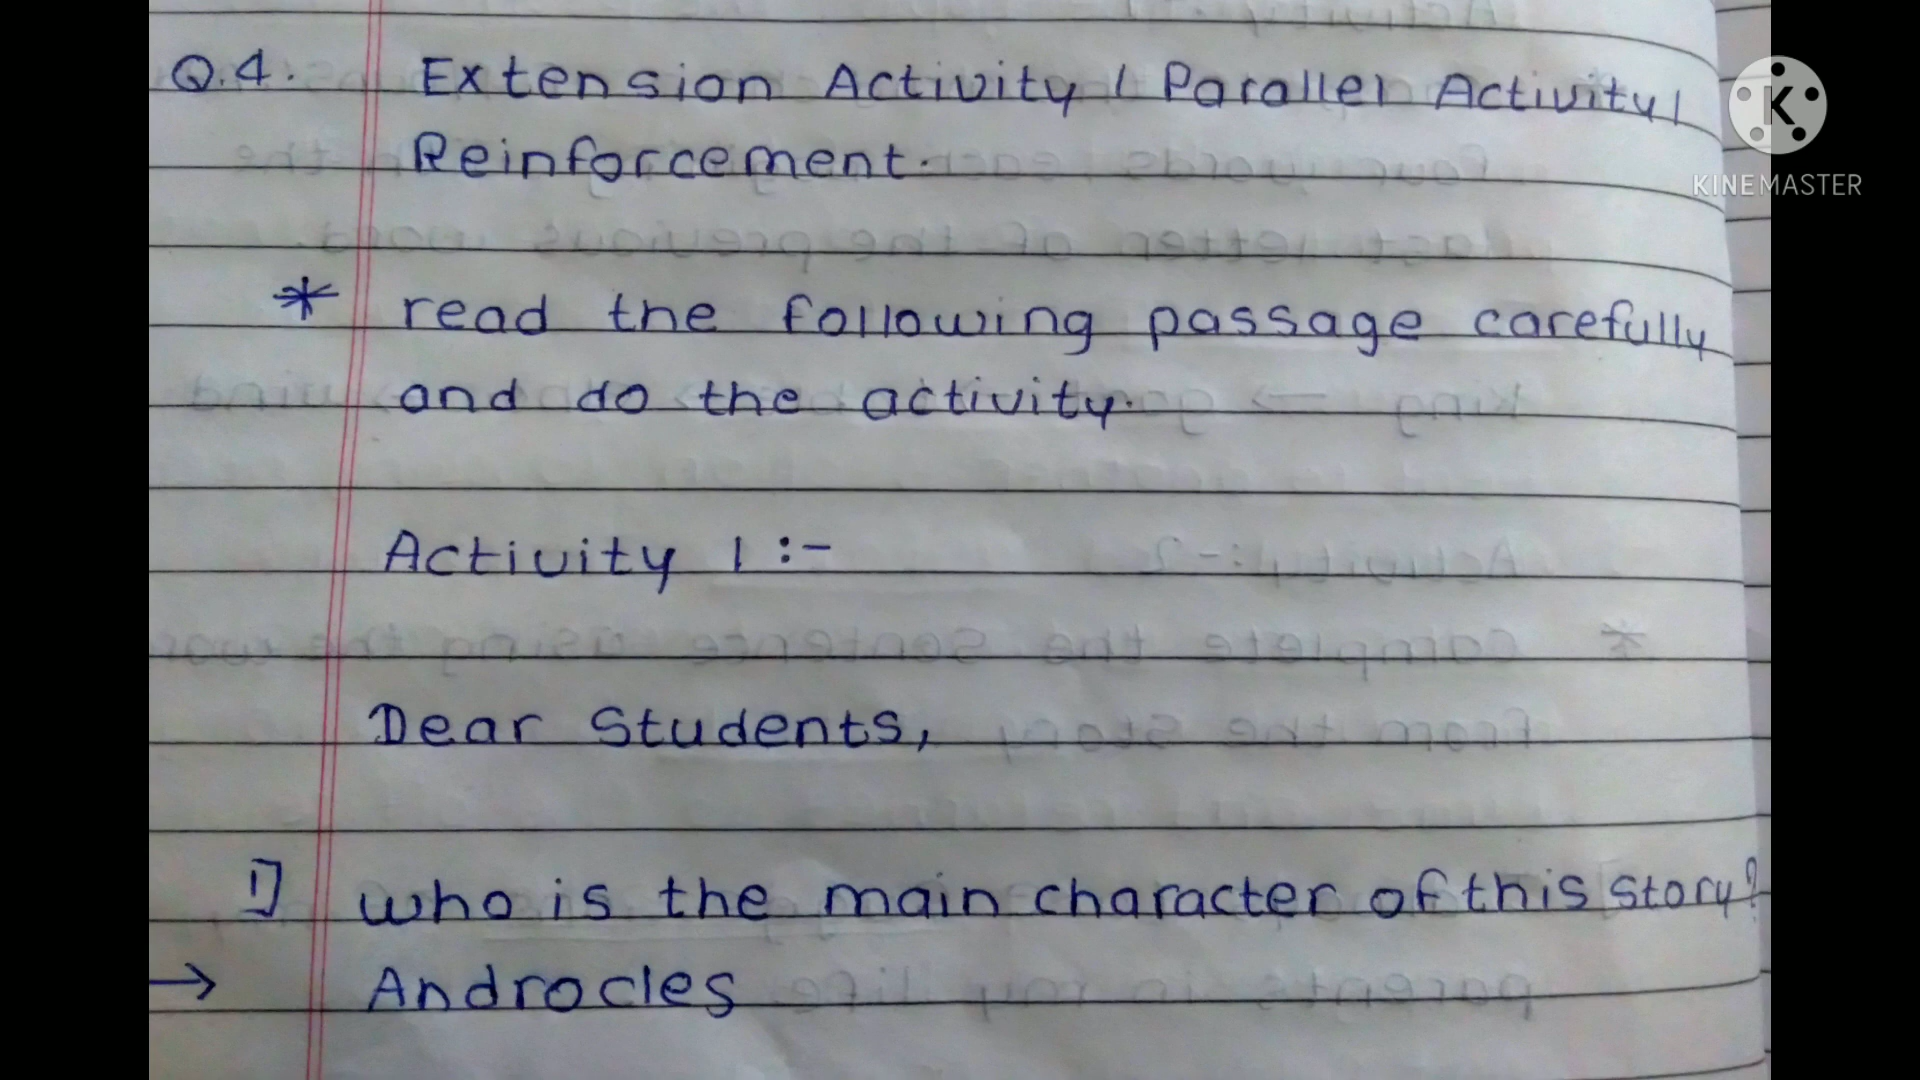 Q.4. Extension Activity / Parallel Activity /
Reinforcement.
* read the following passage carefully
and do the activity.
Activity 1 :-
Dear Students,
1] who is the main character of this story?
→ Androcles
K
KINEMASTER